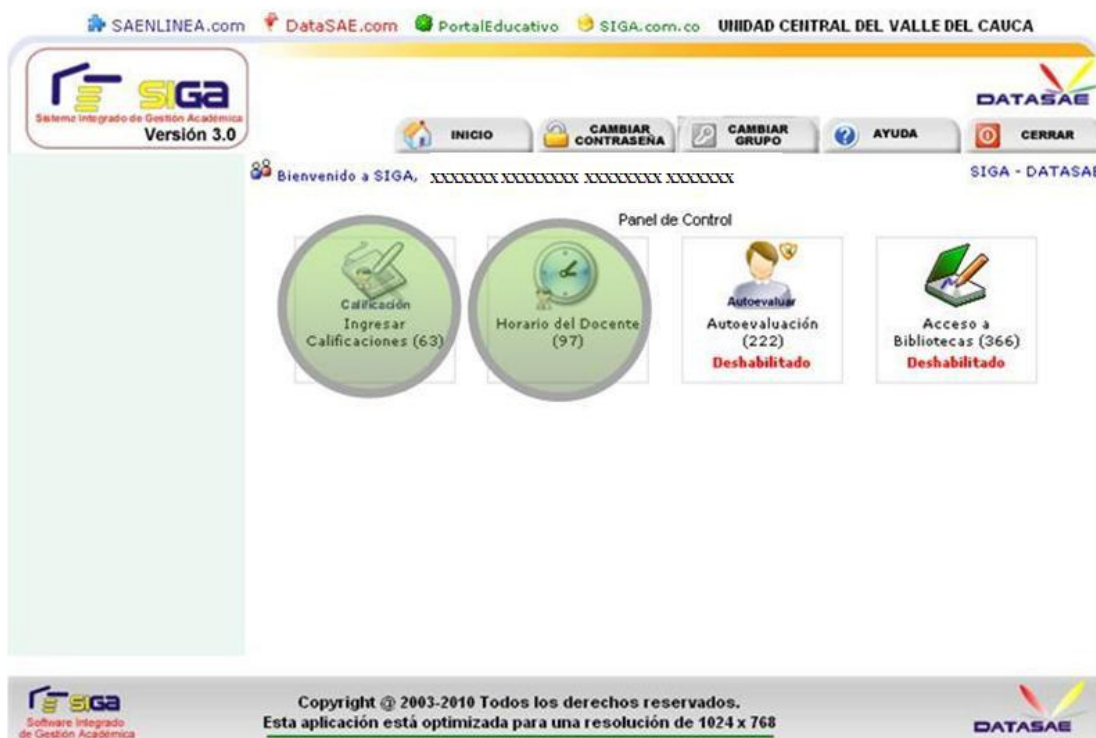 SAENLINEA.com DataSAE.com PortalEducativo SIGA.com.co UNIDAD CENTRAL DEL VALLE DEL CAUCA
SIGa
Sistema Integrado de Gestión Académica
Versión 3.0
DATASAE
INICIO CAMBIAR CONTRASEÑA CAMBIAR GRUPO AYUDA CERRAR
Bienvenido a SIGA, XXXXXXX XXXXXXXX XXXXXXXX XXXXXXX SIGA - DATASAE
Panel de Control
Calificación
Ingresar
Calificaciones (63)
Horario del Docente
(97)
Autoevaluar
Autoevaluación
(222)
Deshabilitado
Acceso a
Bibliotecas (366)
Deshabilitado
SIGa
Software Integrado
de Gestión Académica
Copyright @ 2003-2010 Todos los derechos reservados.
Esta aplicación está optimizada para una resolución de 1024 x 768
DATASAE